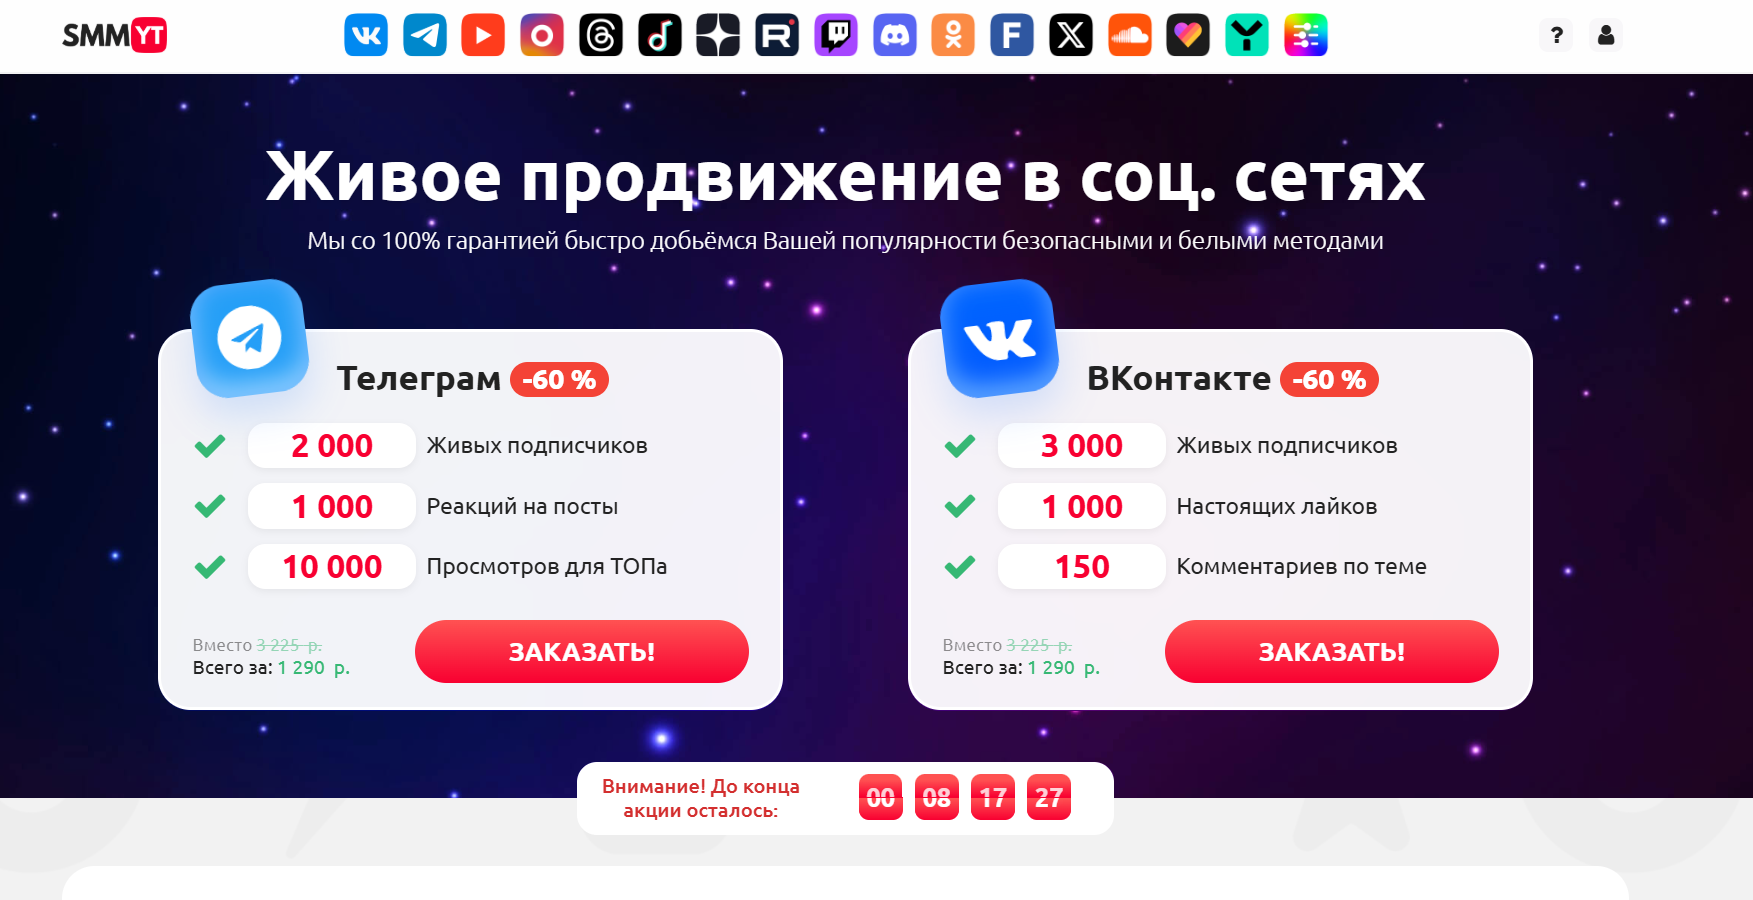 SMMYT
?
Живое продвижение в соц. сетях
Мы со 100% гарантией быстро добьёмся Вашей популярности безопасными и белыми методами
Телеграм -60 %
2 000 Живых подписчиков
1 000 Реакций на посты
10 000 Просмотров для ТОПа
Вместо 3 225 р.
Всего за: 1 290 р.
ЗАКАЗАТЬ!
ВКонтакте -60 %
3 000 Живых подписчиков
1 000 Настоящих лайков
150 Комментариев по теме
Вместо 3 225 р.
Всего за: 1 290 р.
ЗАКАЗАТЬ!
Внимание! До конца
акции осталось:
00 08 17 27